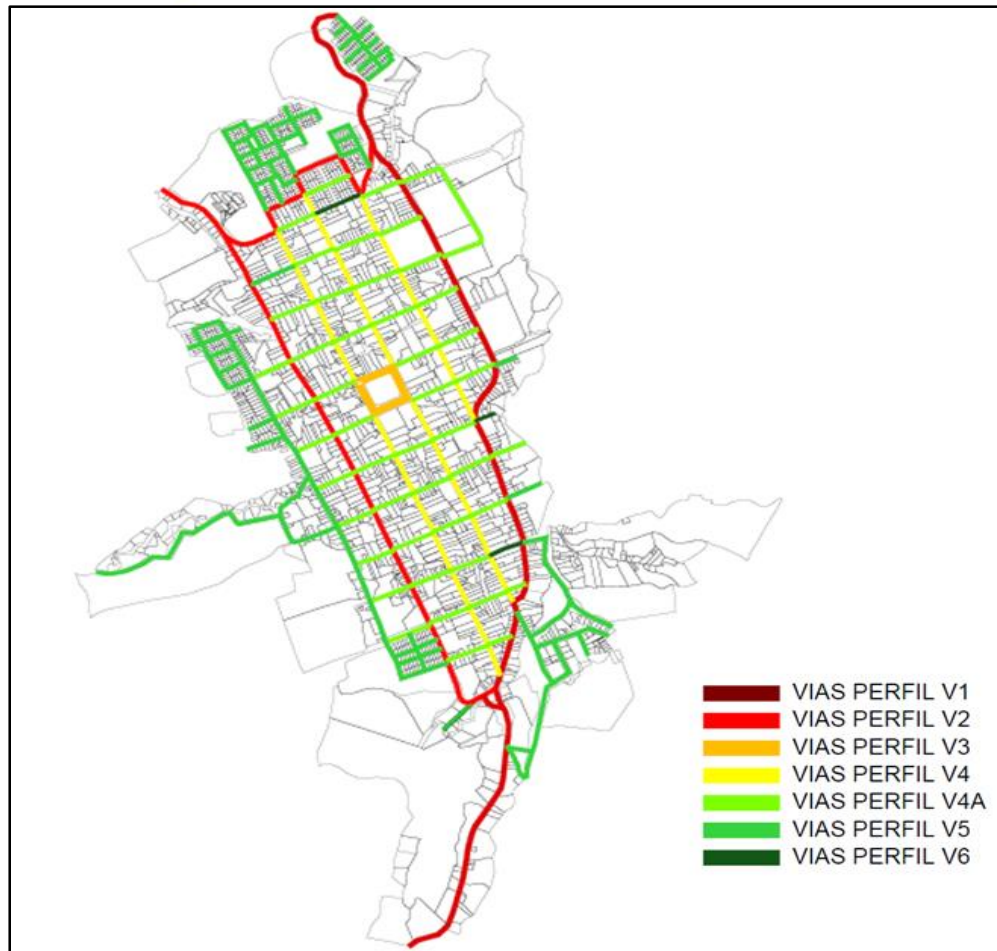 VIAS PERFIL V1
VIAS PERFIL V2
VIAS PERFIL V3
VIAS PERFIL V4
VIAS PERFIL V4A
VIAS PERFIL V5
VIAS PERFIL V6